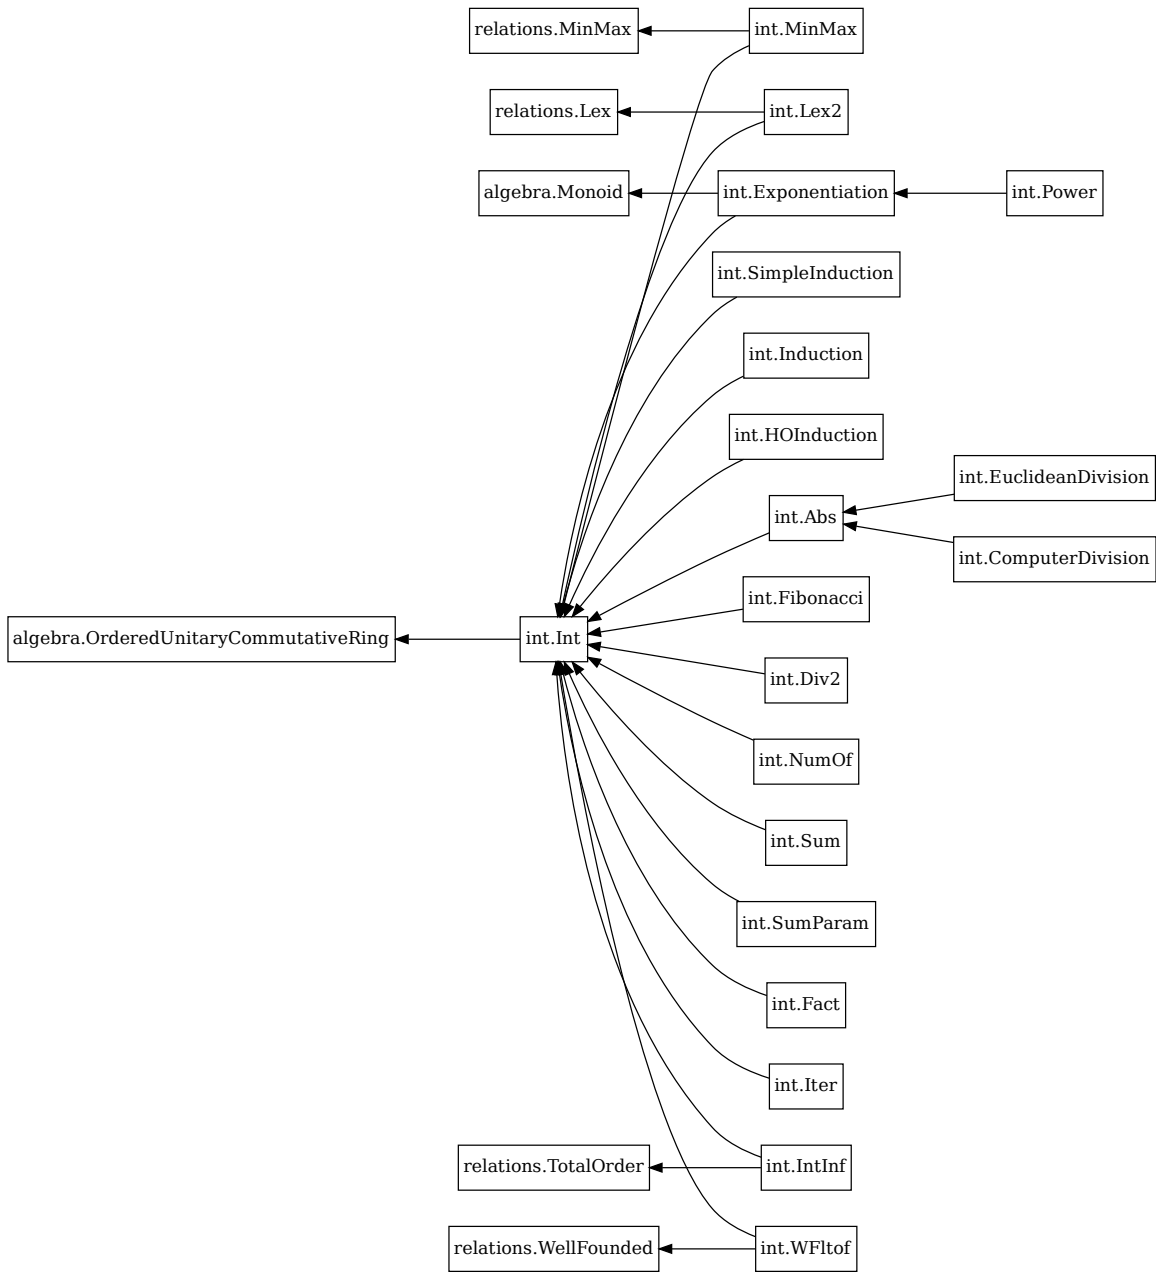 relations.MinMax
int.MinMax
relations.Lex
int.Lex2
algebra.Monoid
int.Exponentiation
int.Power
int.SimpleInduction
int.Induction
int.HOInduction
int.EuclideanDivision
int.Abs
int.ComputerDivision
int.Fibonacci
algebra.OrderedUnitaryCommutativeRing
int.Int
int.Div2
int.NumOf
int.Sum
int.SumParam
int.Fact
int.Iter
relations.TotalOrder
int.IntInf
relations.WellFounded
int.WFltof